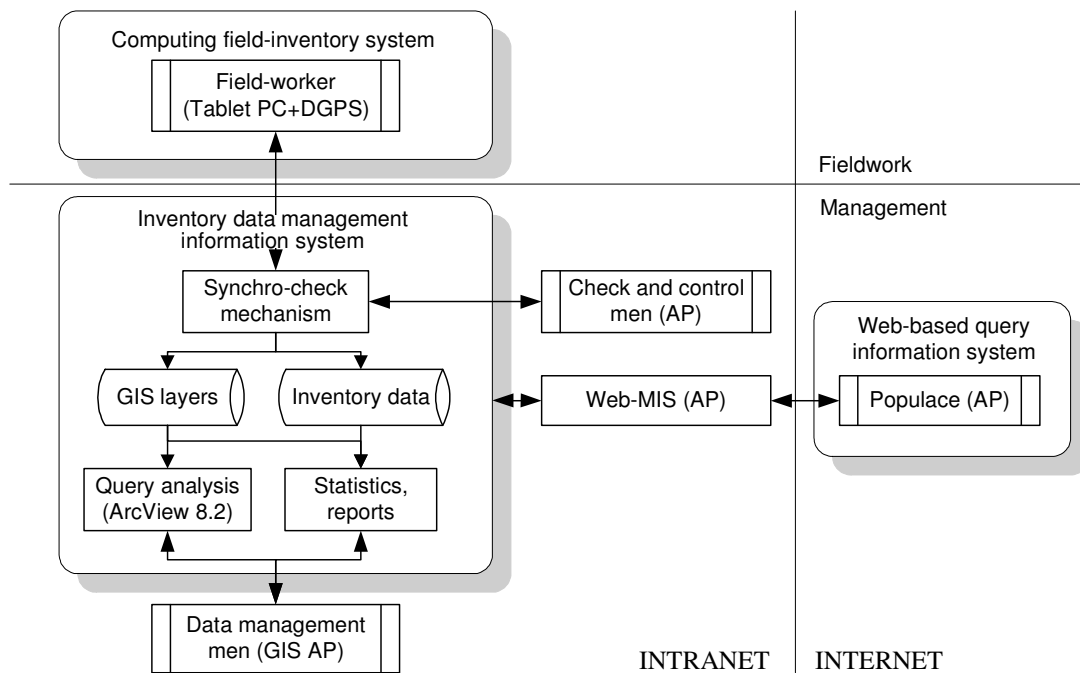 Computing field-inventory system
Field-worker
(Tablet PC+DGPS)
Fieldwork
Management
Inventory data management
information system
Synchro-check
mechanism
Check and control
men (AP)
Web-based query
information system
GIS layers
Inventory data
Web-MIS (AP)
Populace (AP)
Query analysis
(ArcView 8.2)
Statistics,
reports
Data management
men (GIS AP)
INTRANET
INTERNET